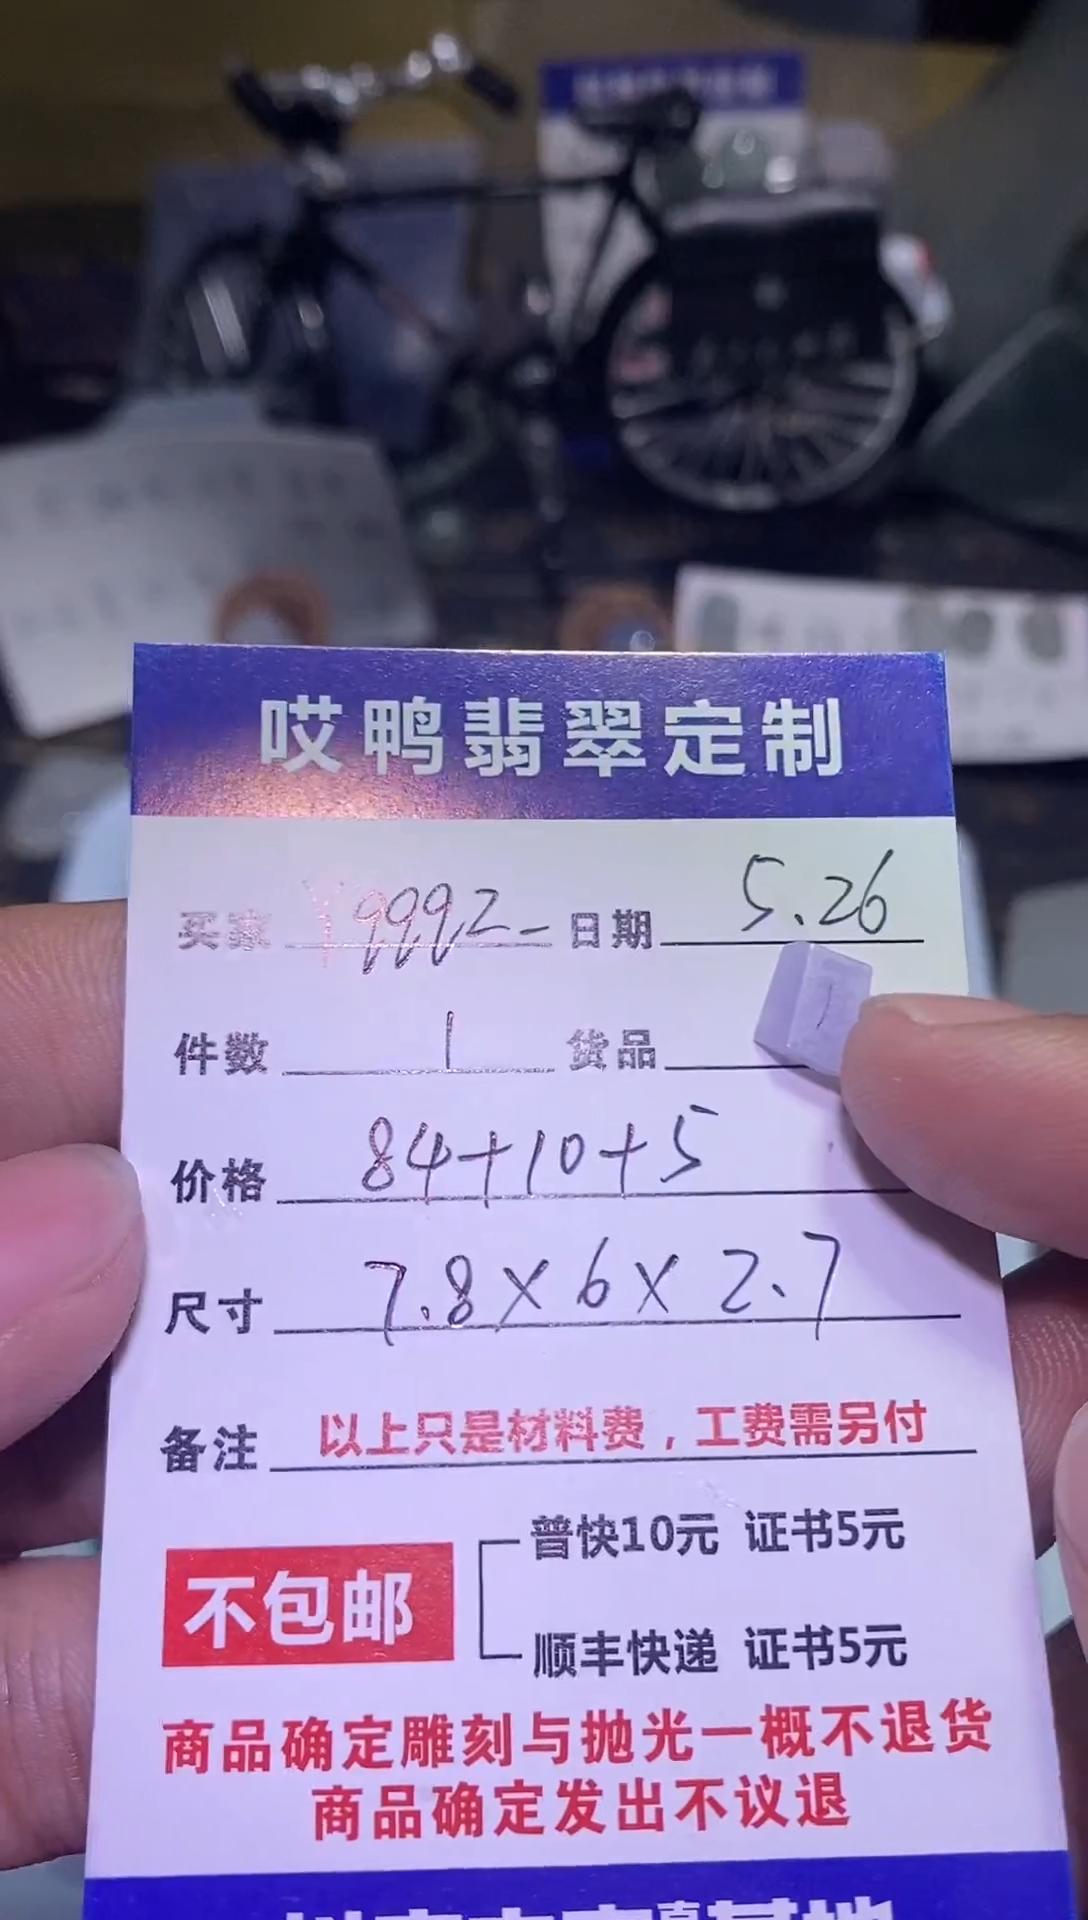 哎鸭翡翠定制
买家 Y9992- 日期 5.26
件数 1 货品
价格 84+10+5
尺寸 7.8×6×2.7
备注 以上只是材料费，工费需另付
不包邮
普快10元 证书5元
顺丰快递 证书5元
商品确定雕刻与抛光一概不退货
商品确定发出不议退